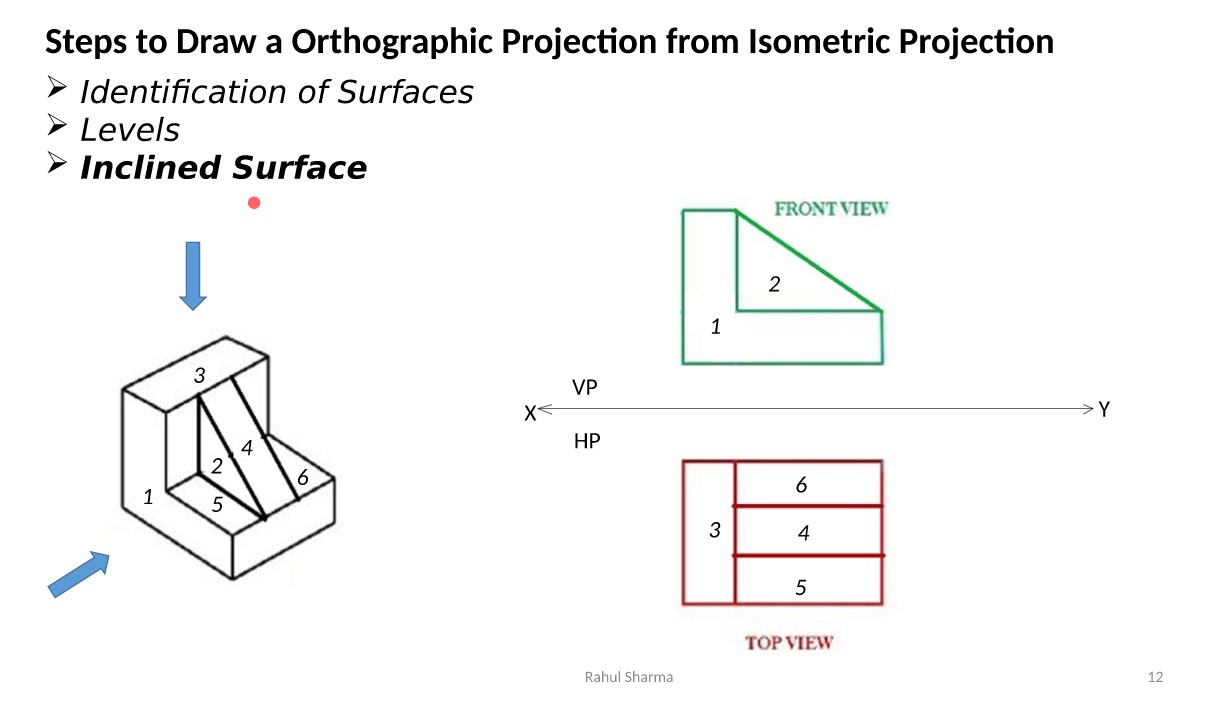 Steps to Draw a Orthographic Projection from Isometric Projection
Identification of Surfaces
Levels
Inclined Surface
FRONT VIEW
2
1
3
4
2
6
1
5
VP
X
Y
HP
6
3
4
5
TOP VIEW
Rahul Sharma
12